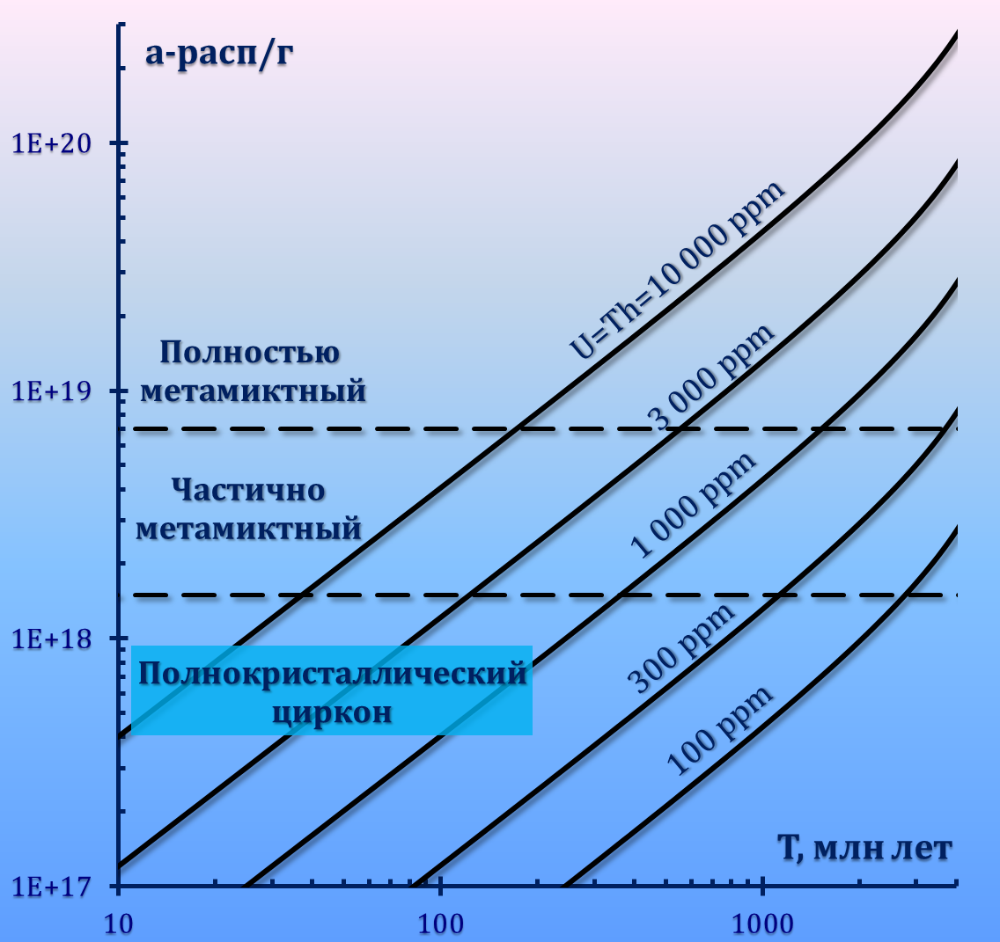 а-расп/г
1E+20
U=Th=10 000 ppm
3 000 ppm
Полностью
метамиктный
1E+19
1 000 ppm
Частично
метамиктный
300 ppm
1E+18
Полнокристаллический
циркон
100 ppm
T, млн лет
1E+17
10 100 1000